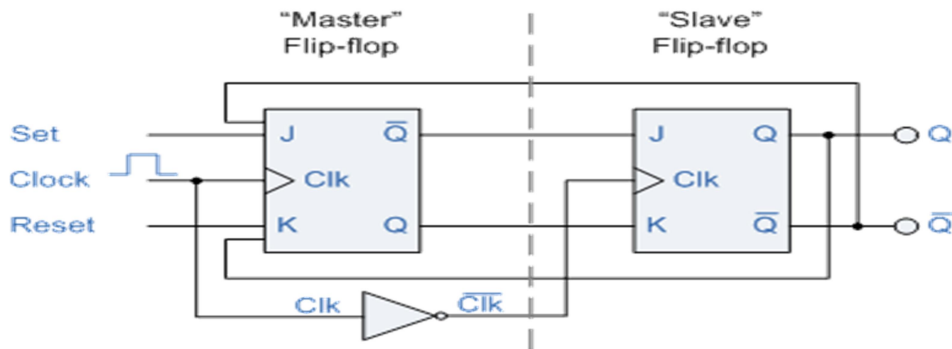 “Master”
Flip-flop
“Slave”
Flip-flop
Set
J
Q̅
J
Q
Q
Clock
Clk
Clk
Reset
K
Q
K
Q̅
Q̅
Clk
C̅l̅k̅